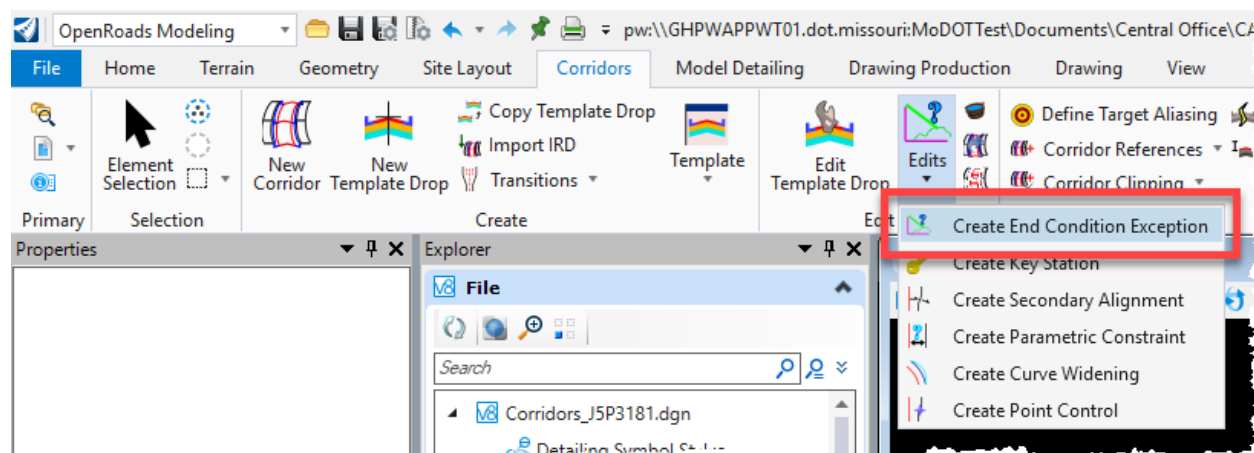 OpenRoads Modeling pw:\\GHPWAPPWT01.dot.missouri:MoDOTTest\Documents\Central Office\CA
File Home Terrain Geometry Site Layout Corridors Model Detailing Drawing Production Drawing View
Element Selection
New Corridor
New Template Drop
Copy Template Drop
Import IRD
Transitions
Template
Edit Template Drop
Edits
Define Target Aliasing
Corridor References
Corridor Clipping
Primary Selection Create Edit
Create End Condition Exception
Create Key Station
Create Secondary Alignment
Create Parametric Constraint
Create Curve Widening
Create Point Control
Properties
Explorer
File
Search
Corridors_J5P3181.dgn
Detailing Symbol